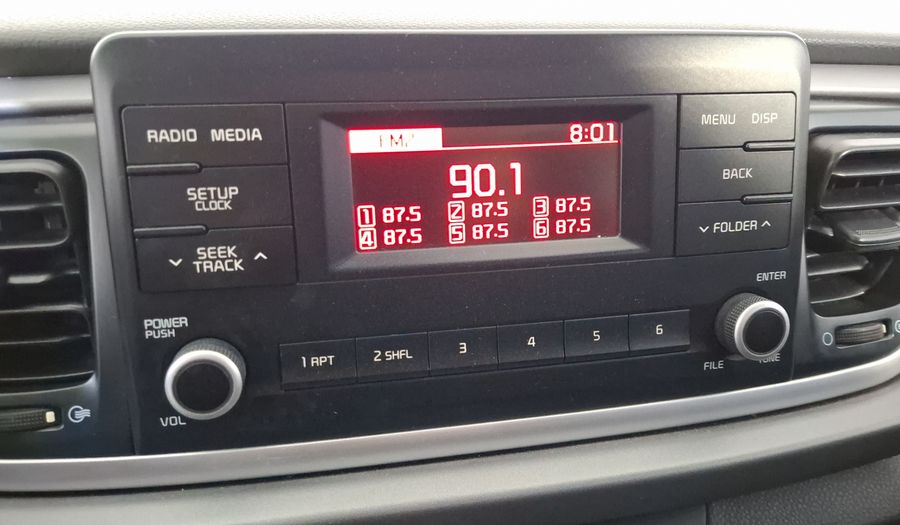 RADIO MEDIA
SETUP
CLOCK
SEEK
TRACK
POWER
PUSH
VOL
8:01
90.1
1 87.5 2 87.5 3 87.5
4 87.5 5 87.5 6 87.5
1 RPT 2 SHFL 3 4 5 6
MENU DISP
BACK
FOLDER
ENTER
FILE TUNE